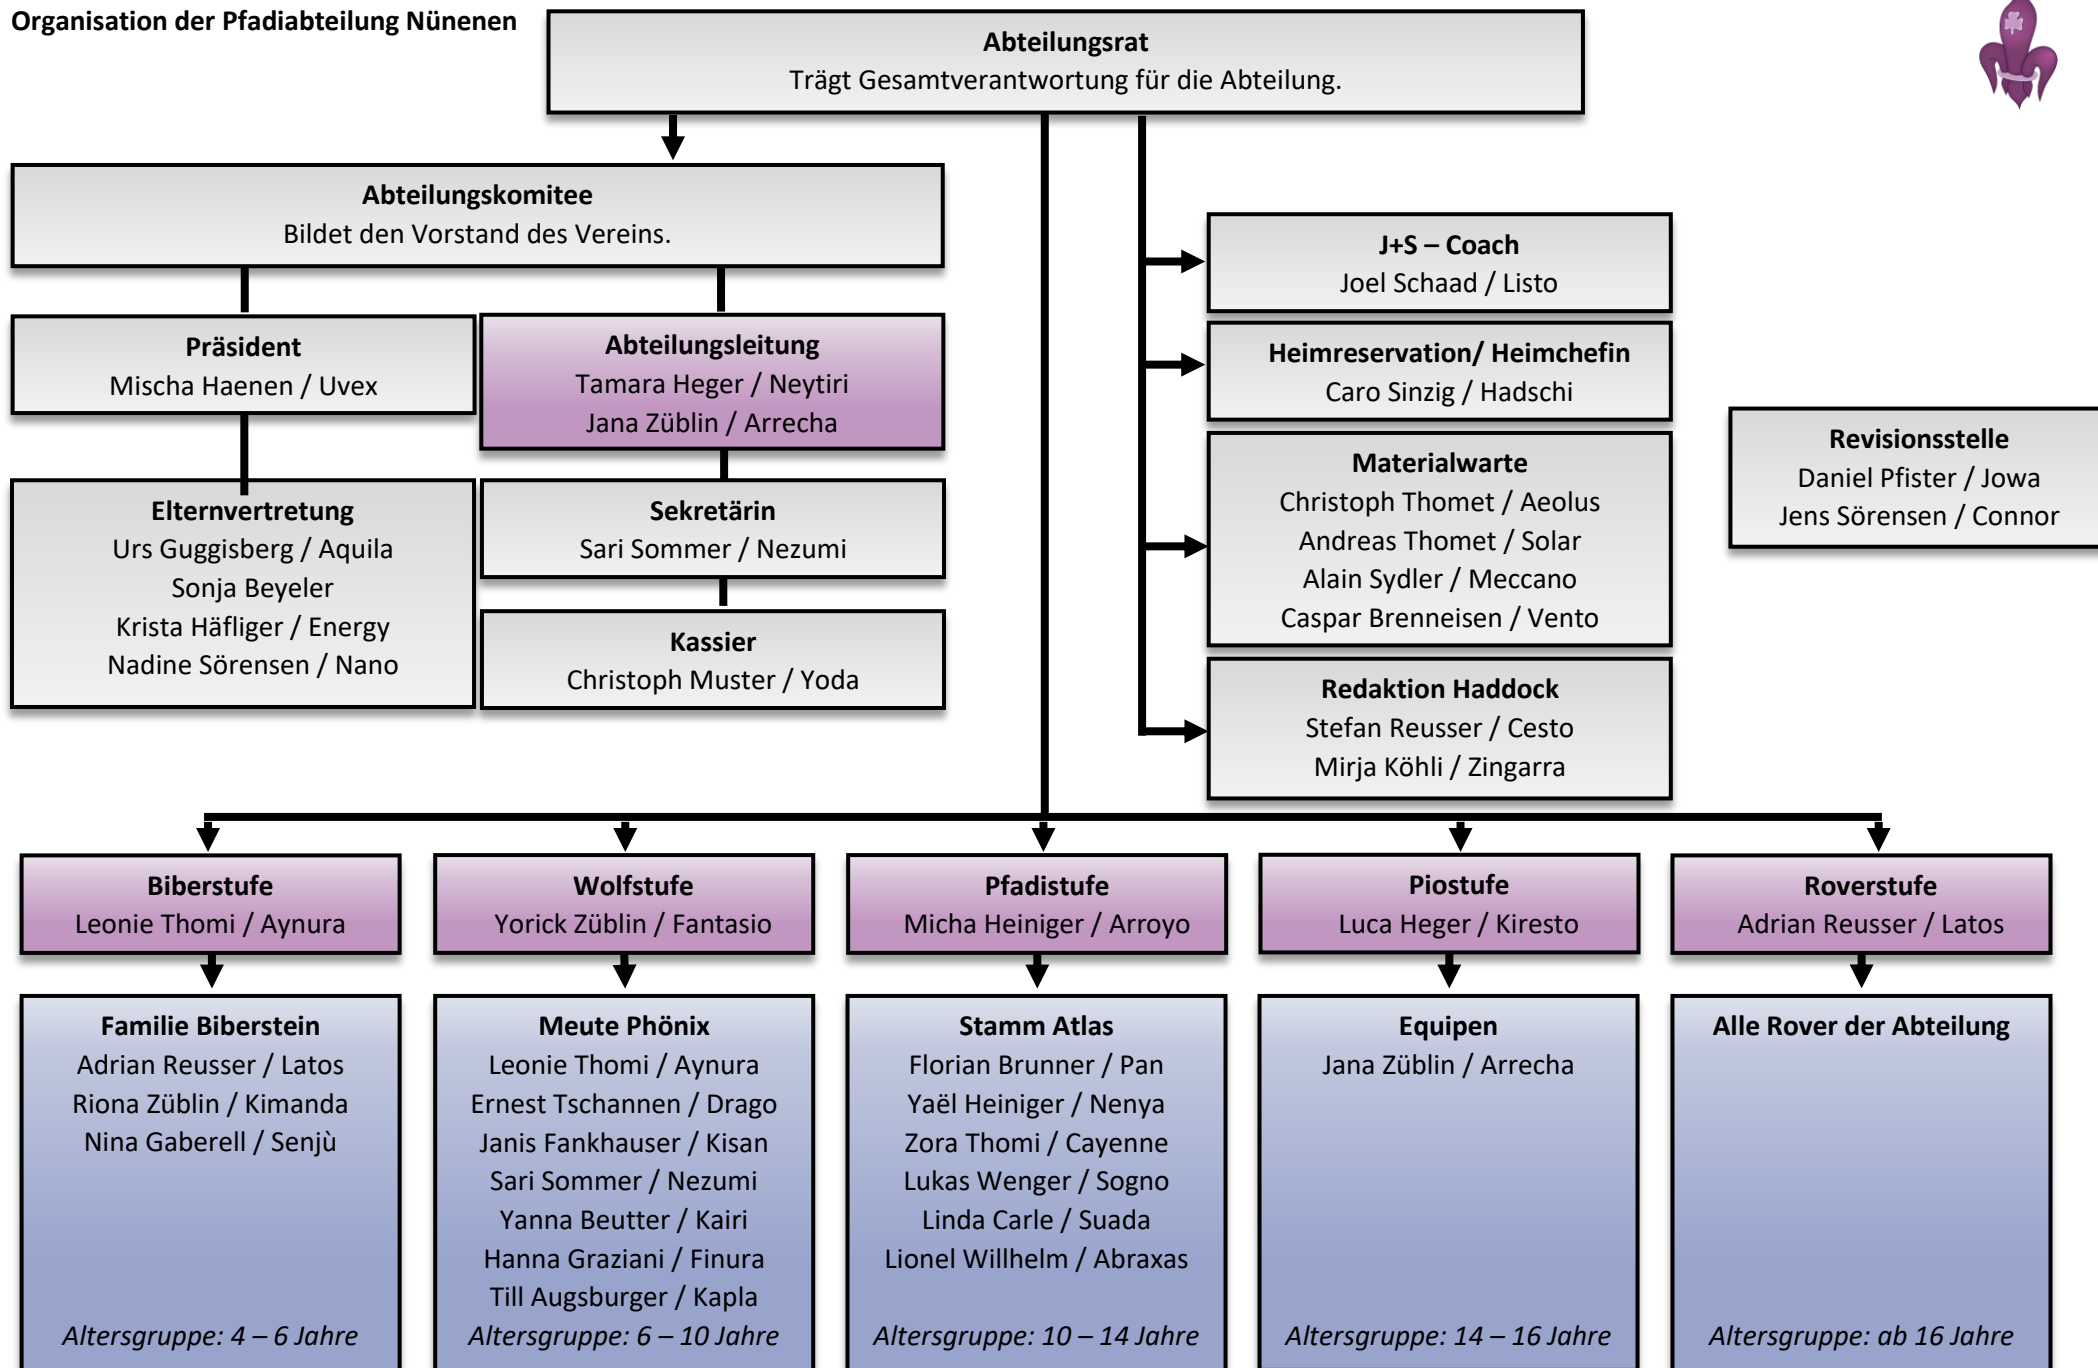 Organisation der Pfadiabteilung Nünenen
Abteilungsrat
Trägt Gesamtverantwortung für die Abteilung.
Abteilungskomitee
Bildet den Vorstand des Vereins.
Präsident
Mischa Haenen / Uvex
Abteilungsleitung
Tamara Heger / Neytiri
Jana Züblin / Arrecha
Elternvertretung
Urs Guggisberg / Aquila
Sonja Beyeler
Krista Häfliger / Energy
Nadine Sörensen / Nano
Sekretärin
Sari Sommer / Nezumi
Kassier
Christoph Muster / Yoda
J+S – Coach
Joel Schaad / Listo
Heimreservation/ Heimchefin
Caro Sinzig / Hadschi
Materialwarte
Christoph Thomet / Aeolus
Andreas Thomet / Solar
Alain Sydler / Meccano
Caspar Brenneisen / Vento
Redaktion Haddock
Stefan Reusser / Cesto
Mirja Köhli / Zingarra
Revisionsstelle
Daniel Pfister / Jowa
Jens Sörensen / Connor
Biberstufe
Leonie Thomi / Aynura
Wolfstufe
Yorick Züblin / Fantasio
Pfadistufe
Micha Heiniger / Arroyo
Piostufe
Luca Heger / Kiresto
Roverstufe
Adrian Reusser / Latos
Familie Biberstein
Adrian Reusser / Latos
Riona Züblin / Kimanda
Nina Gaberell / Senjù
Altersgruppe: 4 – 6 Jahre
Meute Phönix
Leonie Thomi / Aynura
Ernest Tschannen / Drago
Janis Fankhauser / Kisan
Sari Sommer / Nezumi
Yanna Beutter / Kairi
Hanna Graziani / Finura
Till Augsburger / Kapla
Altersgruppe: 6 – 10 Jahre
Stamm Atlas
Florian Brunner / Pan
Yaël Heiniger / Nenya
Zora Thomi / Cayenne
Lukas Wenger / Sogno
Linda Carle / Suada
Lionel Willhelm / Abraxas
Altersgruppe: 10 – 14 Jahre
Equipen
Jana Züblin / Arrecha
Altersgruppe: 14 – 16 Jahre
Alle Rover der Abteilung
Altersgruppe: ab 16 Jahre